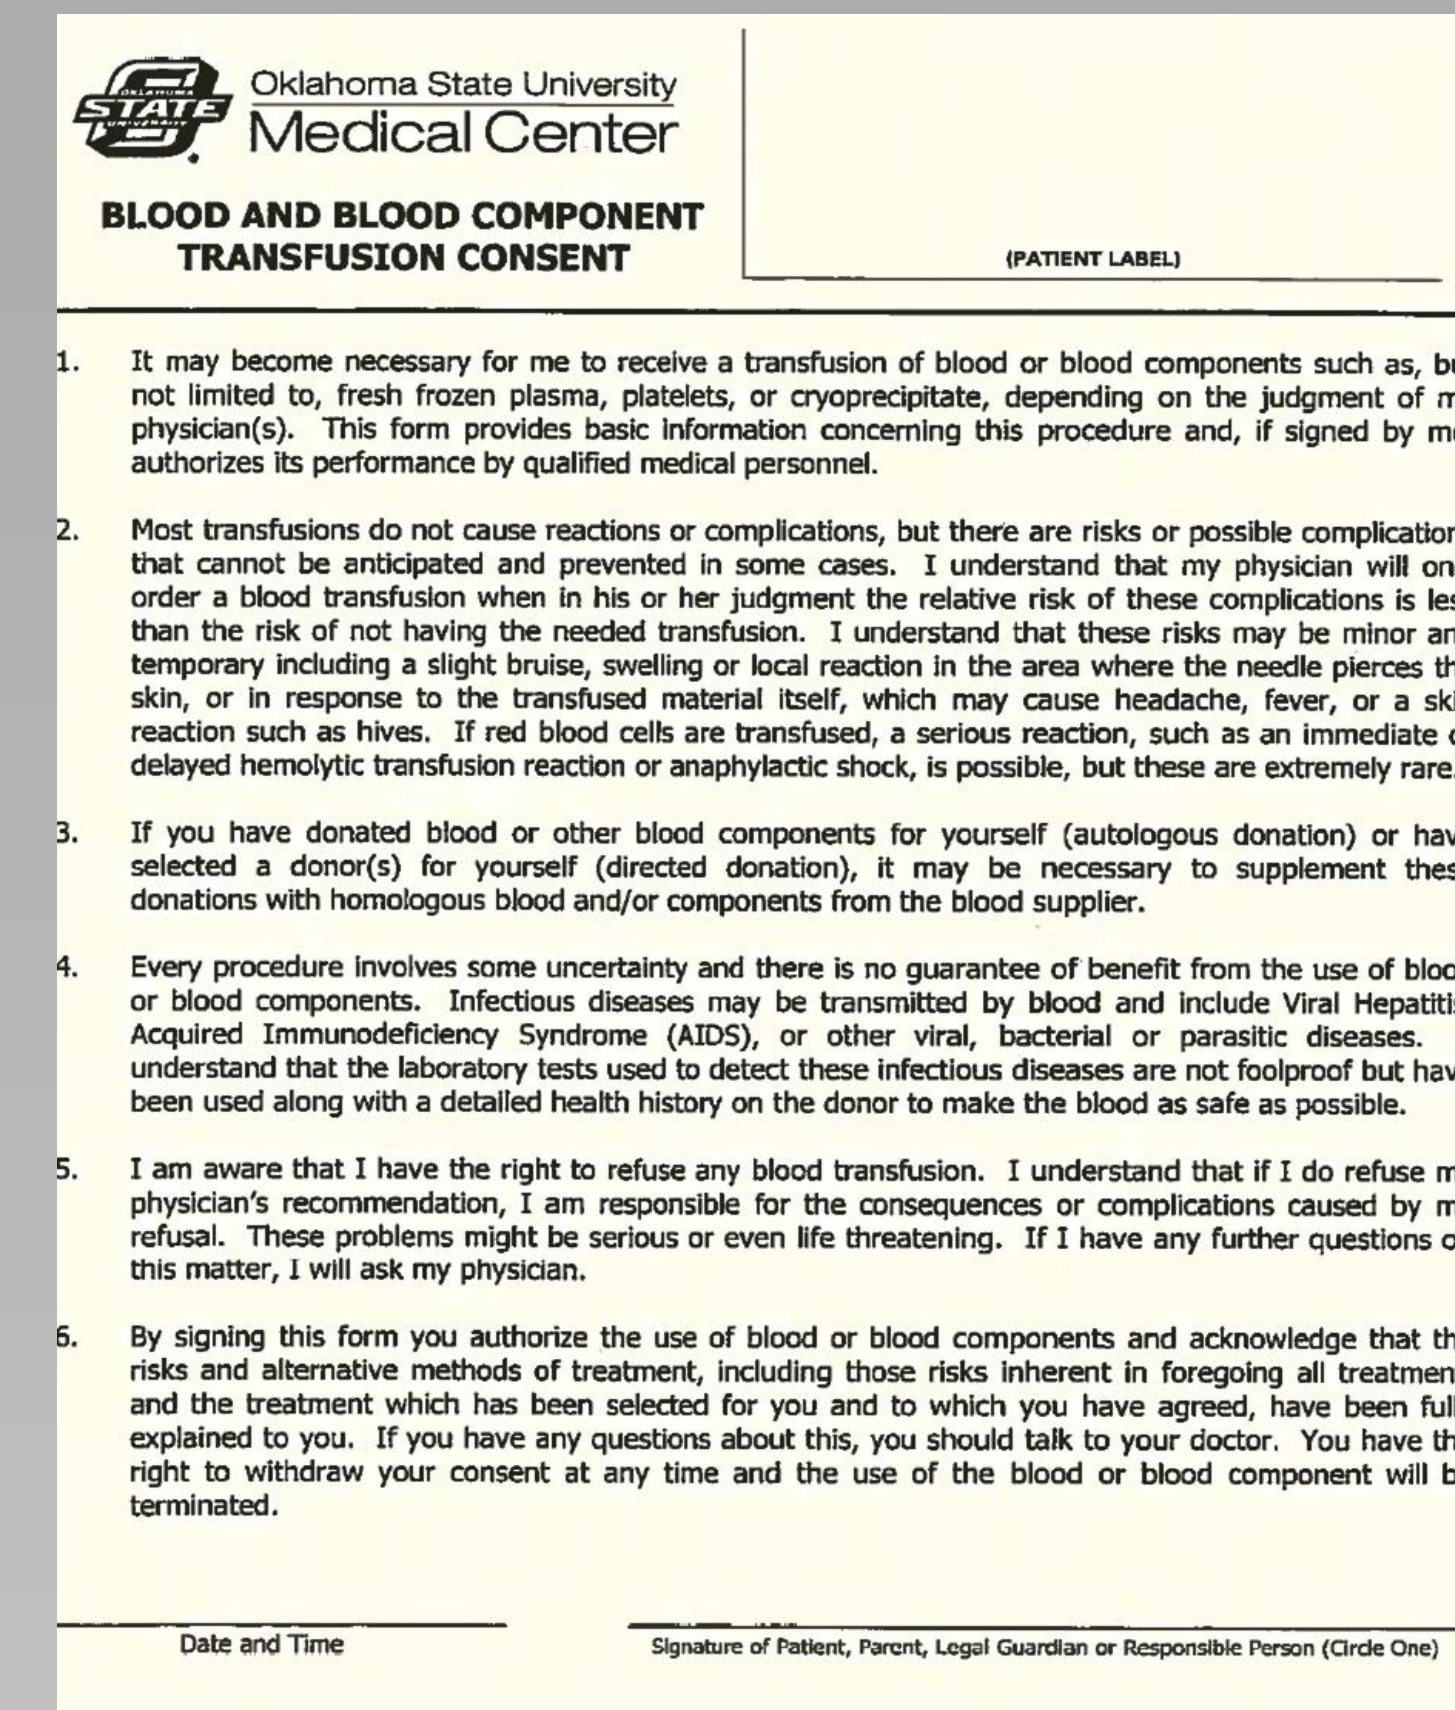 STATE
Oklahoma State University
Medical Center
BLOOD AND BLOOD COMPONENT
TRANSFUSION CONSENT
(PATIENT LABEL)
1. It may become necessary for me to receive a transfusion of blood or blood components such as, bu
not limited to, fresh frozen plasma, platelets, or cryoprecipitate, depending on the judgment of m
physician(s). This form provides basic information concerning this procedure and, if signed by me
authorizes its performance by qualified medical personnel.
2. Most transfusions do not cause reactions or complications, but there are risks or possible complication
that cannot be anticipated and prevented in some cases. I understand that my physician will on
order a blood transfusion when in his or her judgment the relative risk of these complications is les
than the risk of not having the needed transfusion. I understand that these risks may be minor an
temporary including a slight bruise, swelling or local reaction in the area where the needle pierces th
skin, or in response to the transfused material itself, which may cause headache, fever, or a ski
reaction such as hives. If red blood cells are transfused, a serious reaction, such as an immediate o
delayed hemolytic transfusion reaction or anaphylactic shock, is possible, but these are extremely rare.
3. If you have donated blood or other blood components for yourself (autologous donation) or hav
selected a donor(s) for yourself (directed donation), it may be necessary to supplement thes
donations with homologous blood and/or components from the blood supplier.
4. Every procedure involves some uncertainty and there is no guarantee of benefit from the use of bloo
or blood components. Infectious diseases may be transmitted by blood and include Viral Hepatitis
Acquired Immunodeficiency Syndrome (AIDS), or other viral, bacterial or parasitic diseases.
understand that the laboratory tests used to detect these infectious diseases are not foolproof but hav
been used along with a detailed health history on the donor to make the blood as safe as possible.
5. I am aware that I have the right to refuse any blood transfusion. I understand that if I do refuse m
physician's recommendation, I am responsible for the consequences or complications caused by m
refusal. These problems might be serious or even life threatening. If I have any further questions o
this matter, I will ask my physician.
6. By signing this form you authorize the use of blood or blood components and acknowledge that th
risks and alternative methods of treatment, including those risks inherent in foregoing all treatmen
and the treatment which has been selected for you and to which you have agreed, have been full
explained to you. If you have any questions about this, you should talk to your doctor. You have th
right to withdraw your consent at any time and the use of the blood or blood component will b
terminated.
Date and Time
Signature of Patient, Parent, Legal Guardian or Responsible Person (Circle One)